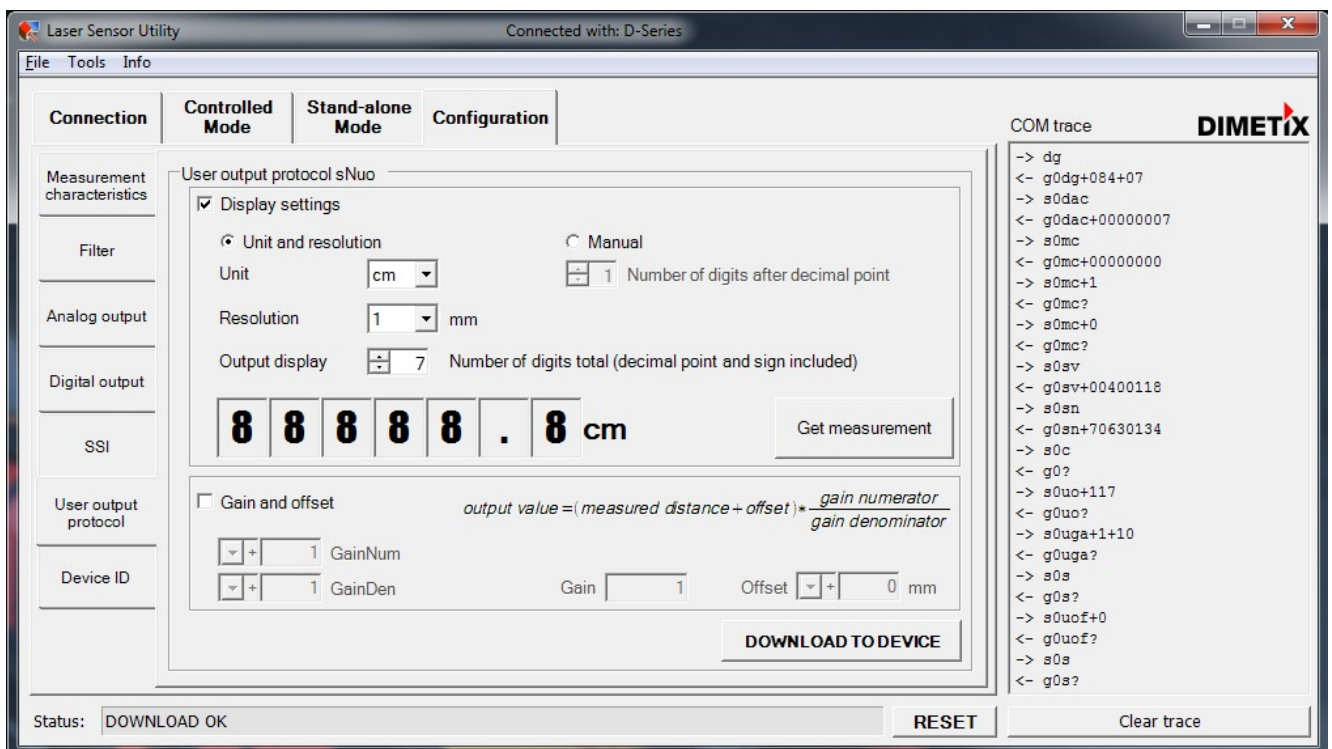 Laser Sensor Utility
Connected with: D-Series
File Tools Info
Connection
Controlled Mode
Stand-alone Mode
Configuration
Measurement characteristics
Filter
Analog output
Digital output
SSI
User output protocol
Device ID
User output protocol sNuo
Display settings
Unit and resolution
Manual
Unit cm
1 Number of digits after decimal point
Resolution 1 mm
Output display 7 Number of digits total (decimal point and sign included)
88888.8 cm
Get measurement
Gain and offset
output value =(measured distance + offset)* gain numerator
gain denominator
+ 1 GainNum
+ 1 GainDen
Gain 1
Offset + 0 mm
DOWNLOAD TO DEVICE
COM trace
DIMETIX
-> dg
<- g0dg+084+07
-> s0dac
<- g0dac+00000007
-> s0mc
<- g0mc+00000000
-> s0mc+1
<- g0mc?
-> s0mc+0
<- g0mc?
-> s0sv
<- g0sv+00400118
-> s0sn
<- g0sn+70630134
-> s0c
<- g0?
-> s0uo+117
<- g0uo?
-> s0uga+1+10
<- g0uga?
-> s0s
<- g0s?
-> s0uof+0
<- g0uof?
-> s0s
<- g0s?
Status: DOWNLOAD OK
RESET
Clear trace